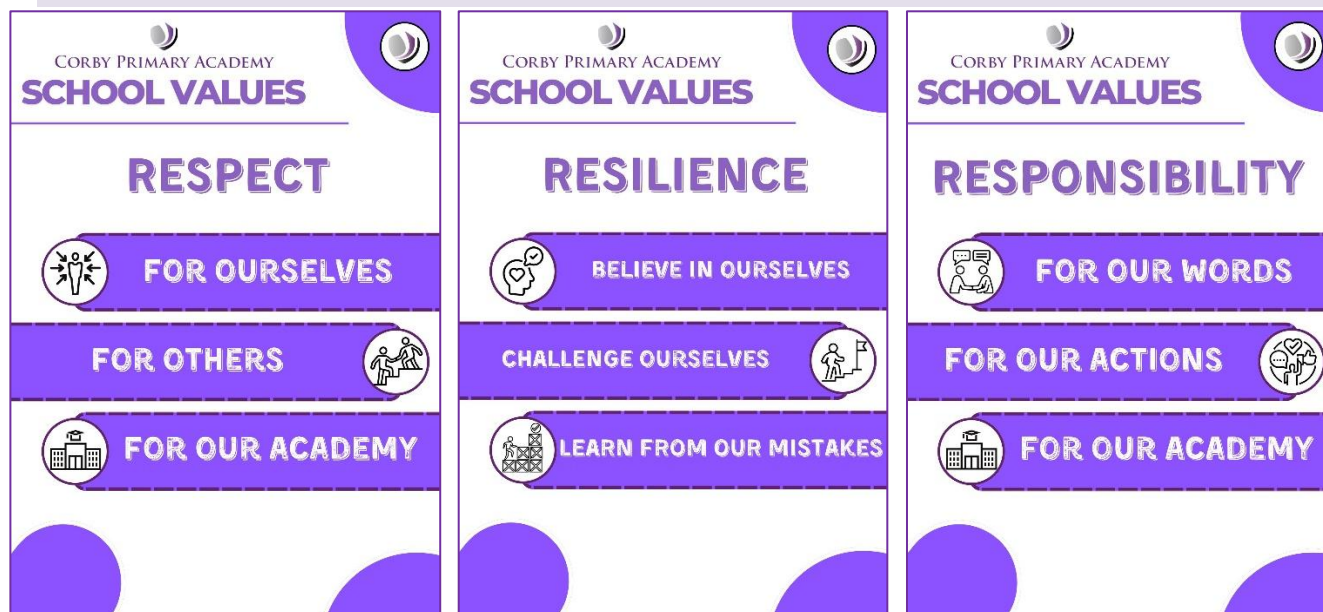 CORBY PRIMARY ACADEMY
SCHOOL VALUES
RESPECT
FOR OURSELVES
FOR OTHERS
FOR OUR ACADEMY
CORBY PRIMARY ACADEMY
SCHOOL VALUES
RESILIENCE
BELIEVE IN OURSELVES
CHALLENGE OURSELVES
LEARN FROM OUR MISTAKES
CORBY PRIMARY ACADEMY
SCHOOL VALUES
RESPONSIBILITY
FOR OUR WORDS
FOR OUR ACTIONS
FOR OUR ACADEMY